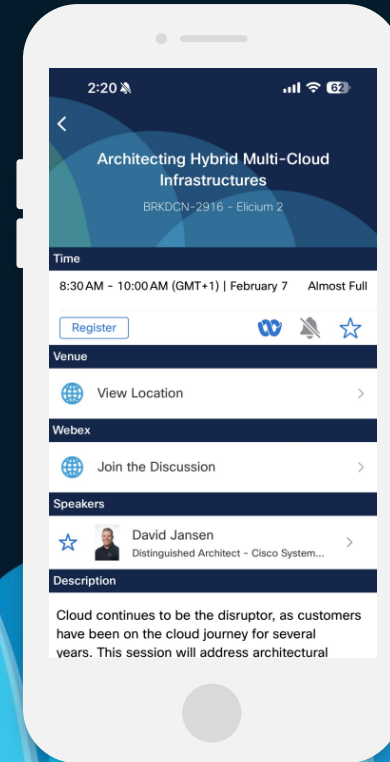 2:20
62
Architecting Hybrid Multi-Cloud
Infrastructures
BRKDCN-2916 - Elicium 2
Time
8:30 AM - 10:00 AM (GMT+1) | February 7 Almost Full
Register
Venue
View Location
Webex
Join the Discussion
Speakers
David Jansen
Distinguished Architect - Cisco System...
Description
Cloud continues to be the disruptor, as customers
have been on the cloud journey for several
years. This session will address architectural